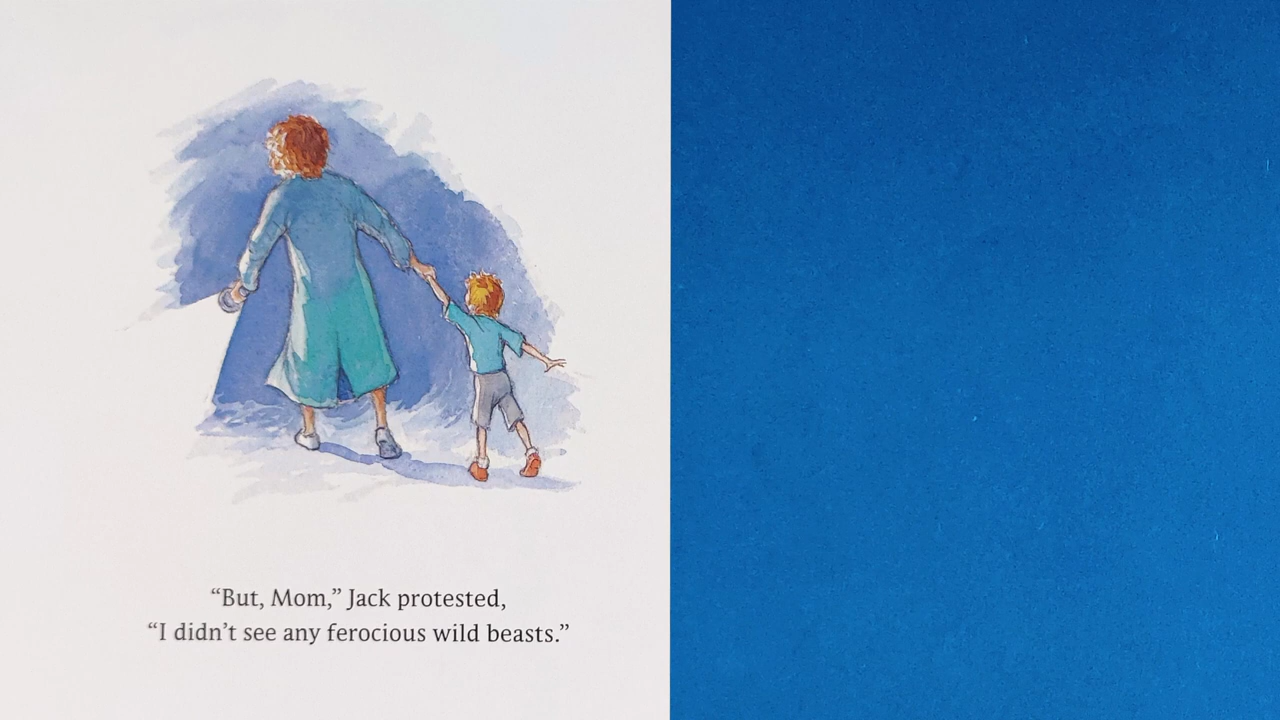 “But, Mom,” Jack protested,
“I didn’t see any ferocious wild beasts.”